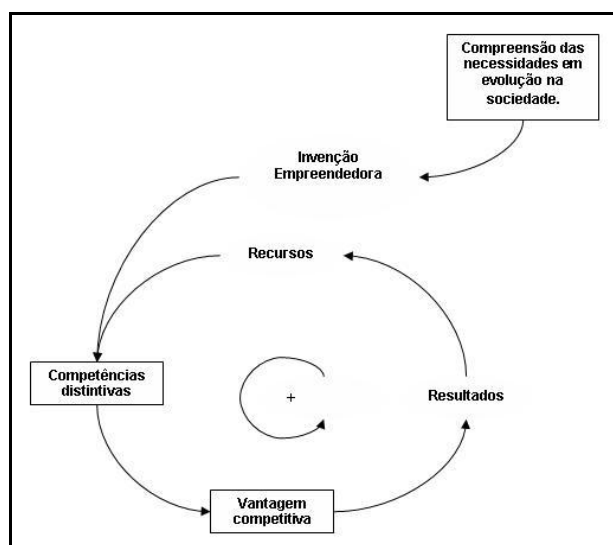 Compreensão das
necessidades em
evolução na
sociedade.
Invenção
Empreendedora
Recursos
Competências
distintivas
+
Resultados
Vantagem
competitiva